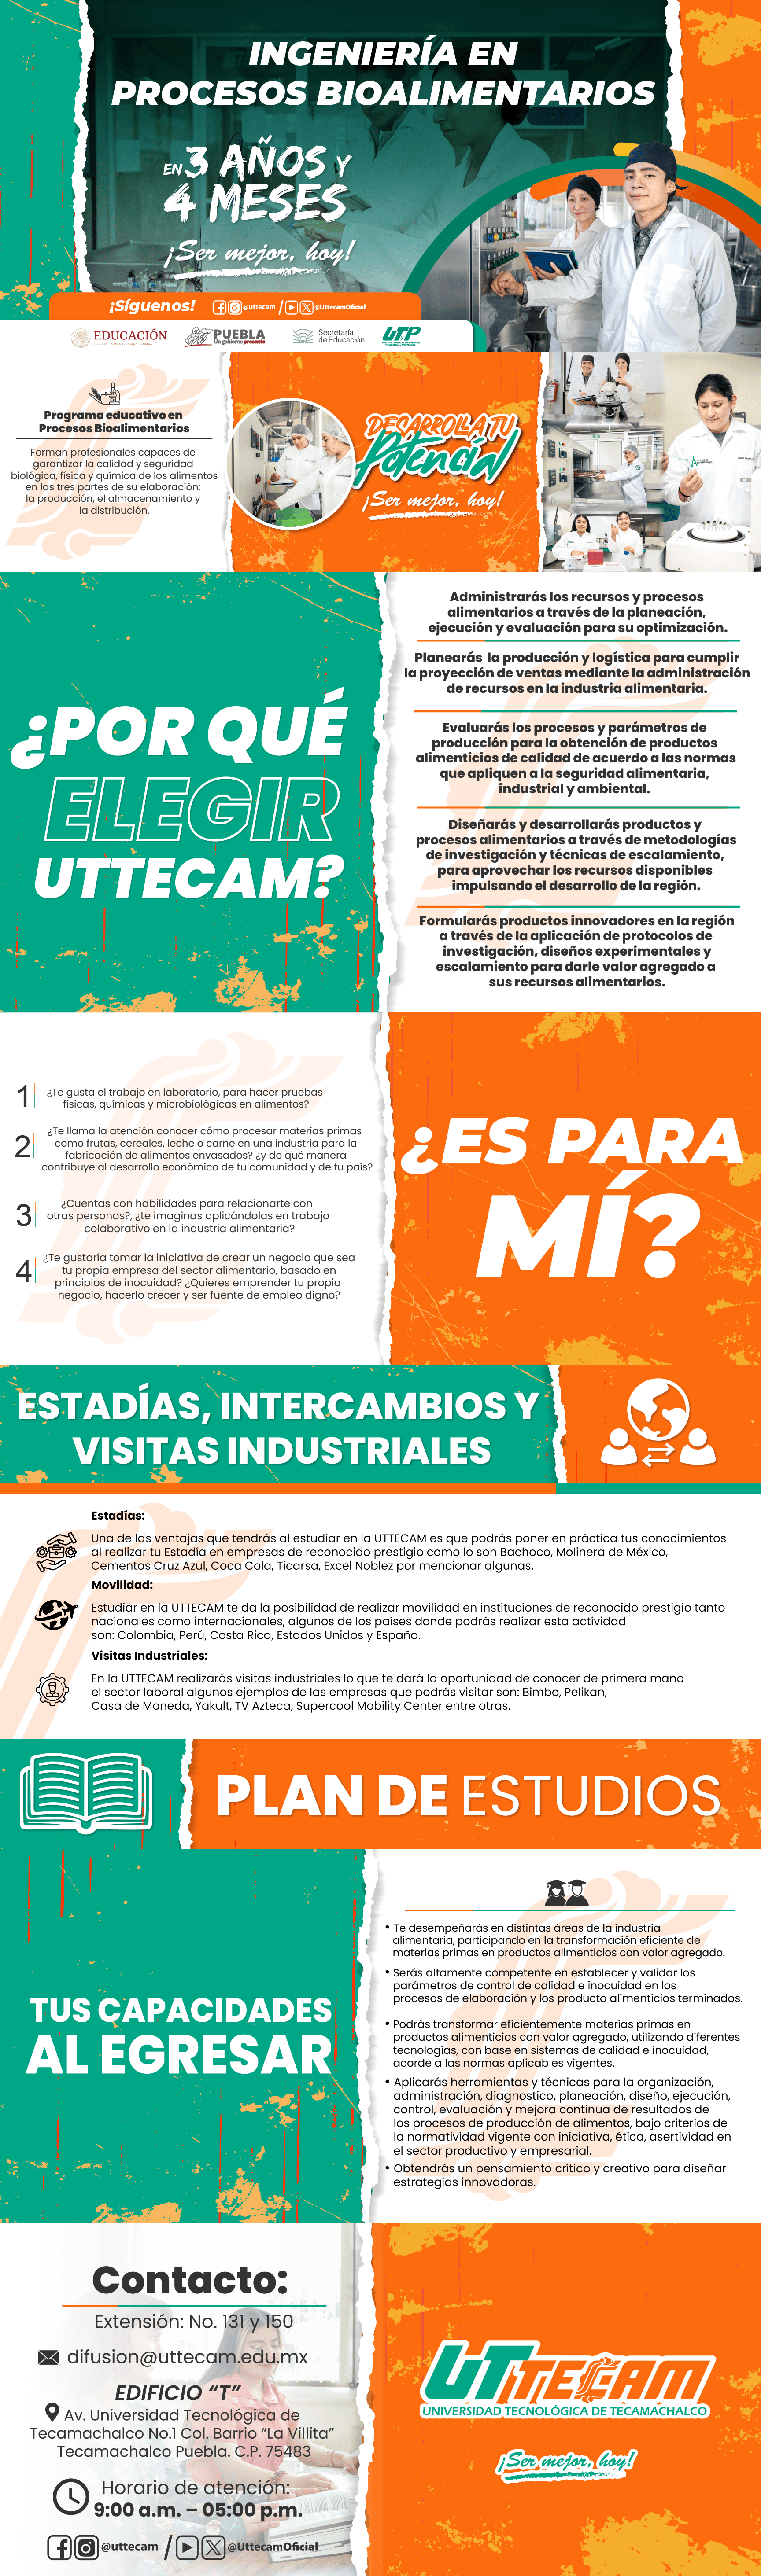 INGENIERÍA EN
PROCESOS BIOALIMENTARIOS
EN 3 AÑOS Y
4 MESES
¡Ser mejor, hoy!
¡Síguenos!
@uttecam / @UttecamOficial
EDUCACIÓN
PUEBLA
Un gobierno presente
Secretaría
de Educación
UTP
Programa educativo en
Procesos Bioalimentarios
Forman profesionales capaces de
garantizar la calidad y seguridad
biológica, física y química de los alimentos
en las tres partes de su elaboración:
la producción, el almacenamiento y
la distribución.
DESARROLLA TU
Potencial
¡Ser mejor, hoy!
¿POR QUÉ
ELEGIR
UTTECAM?
Administrarás los recursos y procesos
alimentarios a través de la planeación,
ejecución y evaluación para su optimización.
Planearás la producción y logística para cumplir
la proyección de ventas mediante la administración
de recursos en la industria alimentaria.
Evaluarás los procesos y parámetros de
producción para la obtención de productos
alimenticios de calidad de acuerdo a las normas
que apliquen a la seguridad alimentaria,
industrial y ambiental.
Diseñarás y desarrollarás productos y
procesos alimentarios a través de metodologías
de investigación y técnicas de escalamiento,
para aprovechar los recursos disponibles
impulsando el desarrollo de la región.
Formularás productos innovadores en la región
a través de la aplicación de protocolos de
investigación, diseños experimentales y
escalamiento para darle valor agregado a
sus recursos alimentarios.
1 ¿Te gusta el trabajo en laboratorio, para hacer pruebas
físicas, químicas y microbiológicas en alimentos?
2 ¿Te llama la atención conocer cómo procesar materias primas
como frutas, cereales, leche o carne en una industria para la
fabricación de alimentos envasados? ¿y de qué manera
contribuye al desarrollo económico de tu comunidad y de tu país?
3 ¿Cuentas con habilidades para relacionarte con
otras personas?, ¿te imaginas aplicándolas en trabajo
colaborativo en la industria alimentaria?
4 ¿Te gustaría tomar la iniciativa de crear un negocio que sea
tu propia empresa del sector alimentario, basado en
principios de inocuidad? ¿Quieres emprender tu propio
negocio, hacerlo crecer y ser fuente de empleo digno?
¿ES PARA
MÍ?
ESTADÍAS, INTERCAMBIOS Y
VISITAS INDUSTRIALES
Estadías:
Una de las ventajas que tendrás al estudiar en la UTTECAM es que podrás poner en práctica tus conocimientos
al realizar tu Estadía en empresas de reconocido prestigio como lo son Bachoco, Molinera de México,
Cementos Cruz Azul, Coca Cola, Ticarsa, Excel Noblez por mencionar algunas.
Movilidad:
Estudiar en la UTTECAM te da la posibilidad de realizar movilidad en instituciones de reconocido prestigio tanto
nacionales como internacionales, algunos de los países donde podrás realizar esta actividad
son: Colombia, Perú, Costa Rica, Estados Unidos y España.
Visitas Industriales:
En la UTTECAM realizarás visitas industriales lo que te dará la oportunidad de conocer de primera mano
el sector laboral algunos ejemplos de las empresas que podrás visitar son: Bimbo, Pelikan,
Casa de Moneda, Yakult, TV Azteca, Supercool Mobility Center entre otras.
PLAN DE ESTUDIOS
TUS CAPACIDADES
AL EGRESAR
• Te desempeñarás en distintas áreas de la industria
alimentaria, participando en la transformación eficiente de
materias primas en productos alimenticios con valor agregado.
• Serás altamente competente en establecer y validar los
parámetros de control de calidad e inocuidad en los
procesos de elaboración y los producto alimenticios terminados.
• Podrás transformar eficientemente materias primas en
productos alimenticios con valor agregado, utilizando diferentes
tecnologías, con base en sistemas de calidad e inocuidad,
acorde a las normas aplicables vigentes.
• Aplicarás herramientas y técnicas para la organización,
administración, diagnostico, planeación, diseño, ejecución,
control, evaluación y mejora continua de resultados de
los procesos de producción de alimentos, bajo criterios de
la normatividad vigente con iniciativa, ética, asertividad en
el sector productivo y empresarial.
• Obtendrás un pensamiento crítico y creativo para diseñar
estrategias innovadoras.
Contacto:
Extensión: No. 131 y 150
difusion@uttecam.edu.mx
EDIFICIO “T”
Av. Universidad Tecnológica de
Tecamachalco No.1 Col. Barrio “La Villita”
Tecamachalco Puebla. C.P. 75483
Horario de atención:
9:00 a.m. – 05:00 p.m.
@uttecam / @UttecamOficial
UTTECAM
UNIVERSIDAD TECNOLÓGICA DE TECAMACHALCO
¡Ser mejor, hoy!